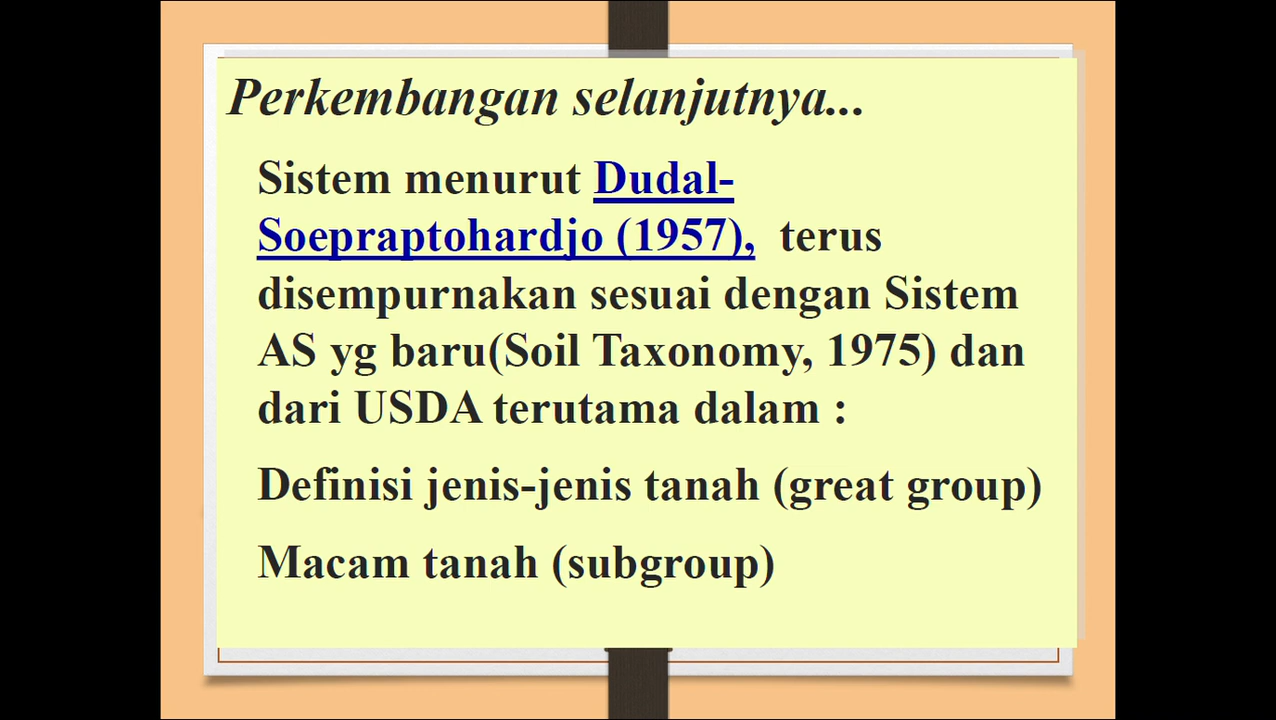 Perkembangan selanjutnya...
Sistem menurut Dudal-
Soepraptohardjo (1957), terus
disempurnakan sesuai dengan Sistem
AS yg baru(Soil Taxonomy, 1975) dan
dari USDA terutama dalam :
Definisi jenis-jenis tanah (great group)
Macam tanah (subgroup)